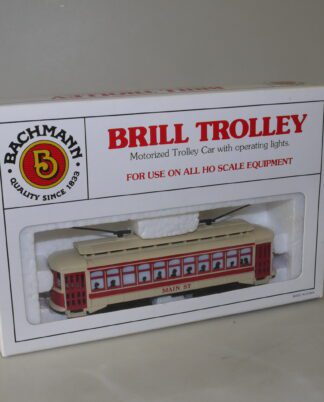 BACHMANN
QUALITY SINCE 1833
BRILL TROLLEY
Motorized Trolley Car with operating lights.
FOR USE ON ALL HO SCALE EQUIPMENT
MAIN ST